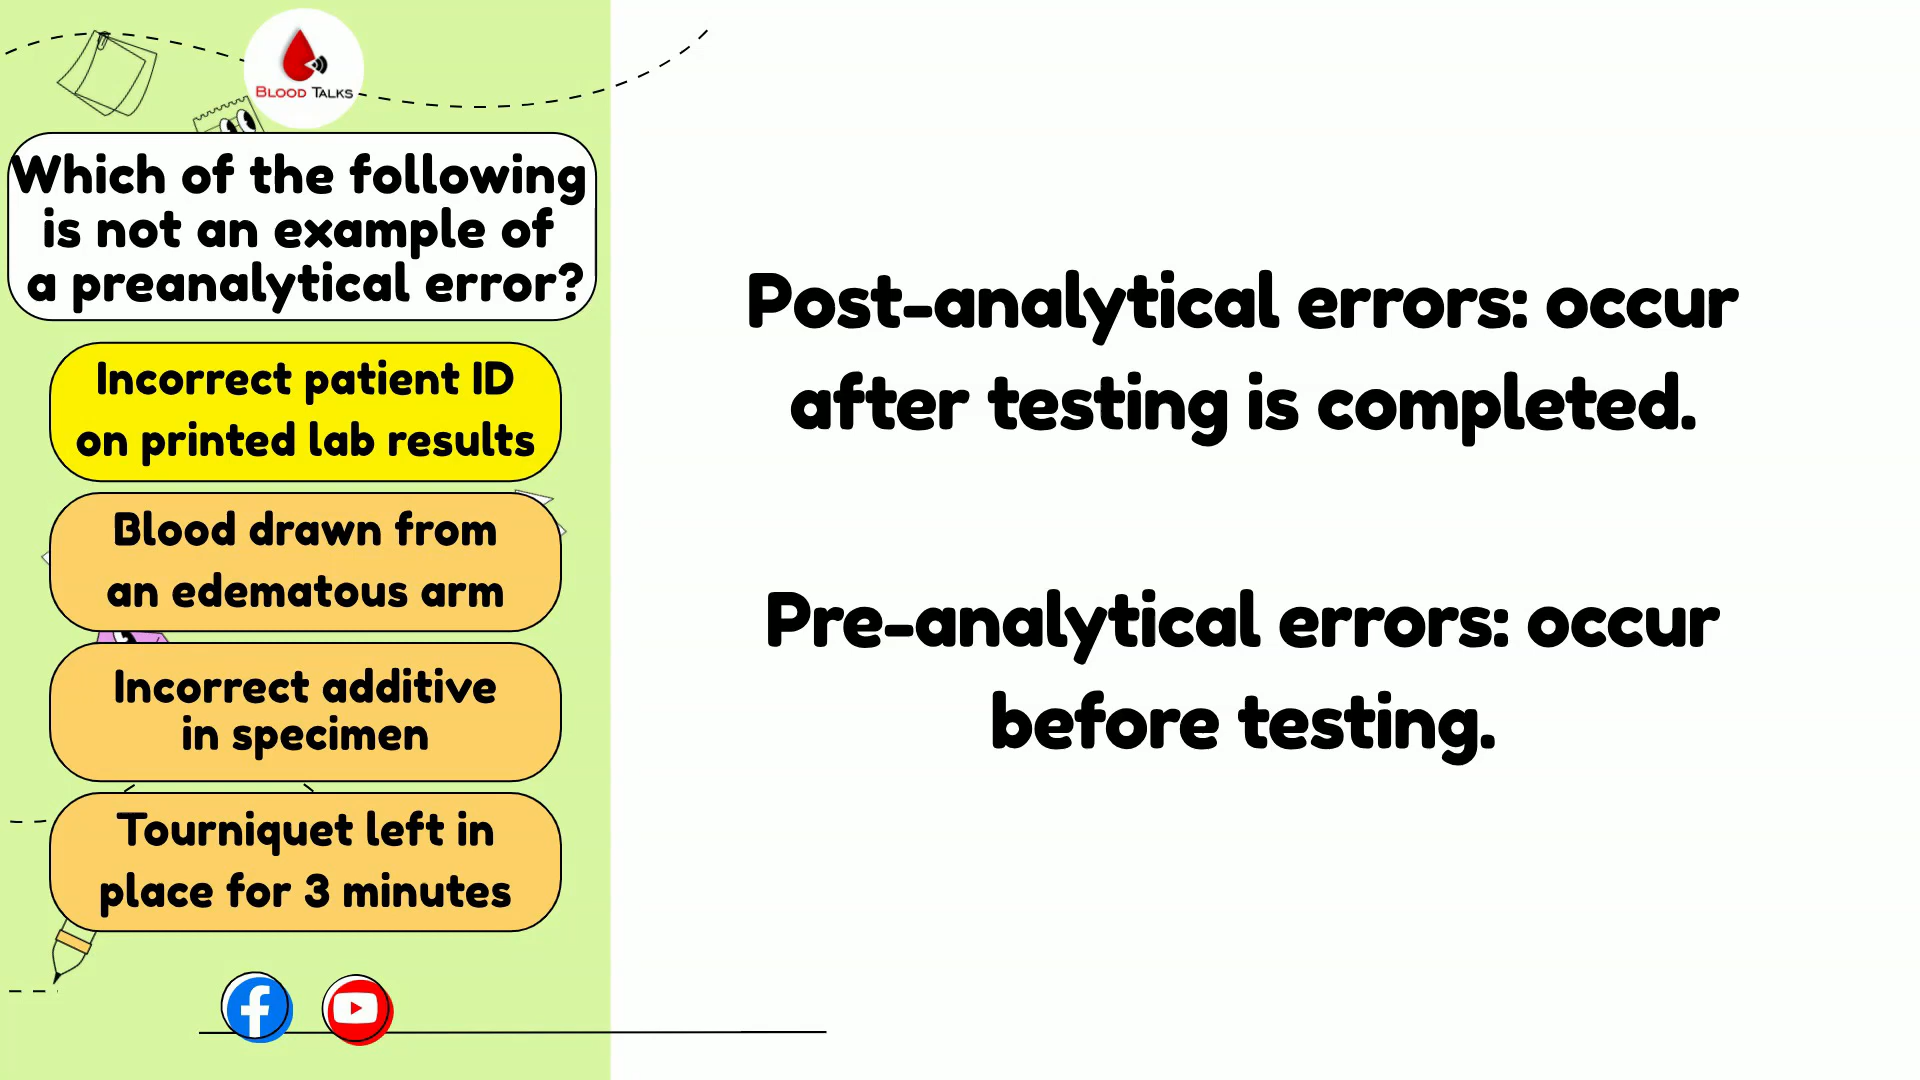 BLOOD TALKS
Which of the following
is not an example of
a preanalytical error?
Incorrect patient ID
on printed lab results
Blood drawn from
an edematous arm
Incorrect additive
in specimen
Tourniquet left in
place for 3 minutes
Post-analytical errors: occur
after testing is completed.
Pre-analytical errors: occur
before testing.